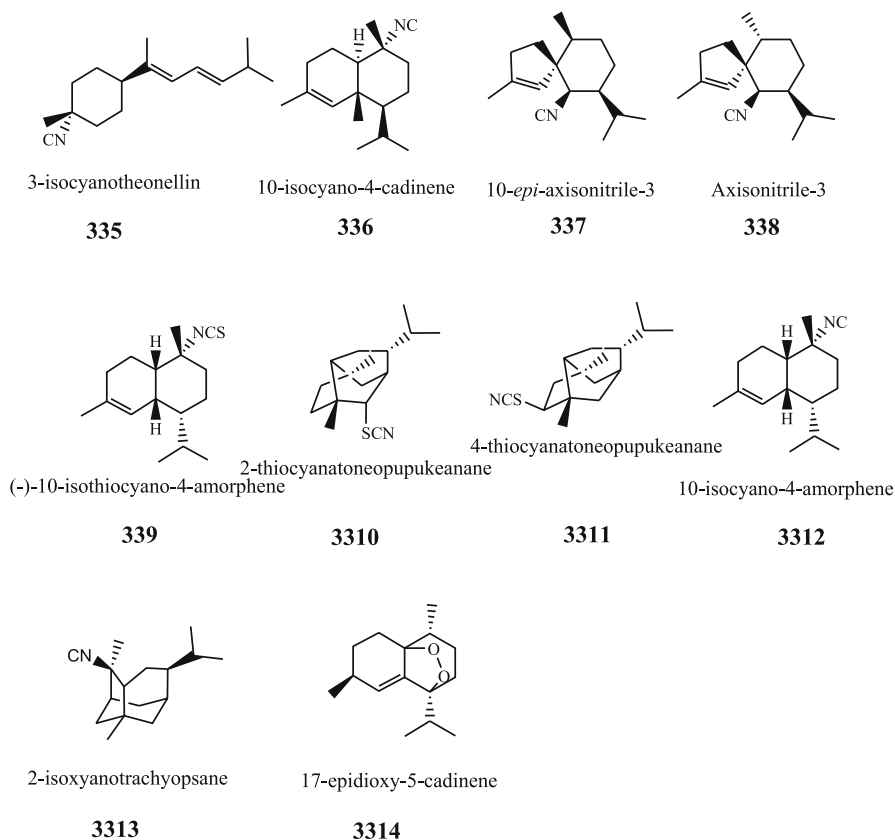 H NC
CN
CN
CN
3-isocyanotheonellin 10-isocyano-4-cadinene 10-epi-axisonitrile-3 Axisonitrile-3
335 336 337 338
H NCS
H
SCN
NCS
H NC
H
(-)-10-isothiocyano-4-amorphene 2-thiocyanatoneopupukeanane 4-thiocyanatoneopupukeanane 10-isocyano-4-amorphene
339 3310 3311 3312
CN
O
O
2-isoxyanotrachyopsane 17-epidioxy-5-cadinene
3313 3314